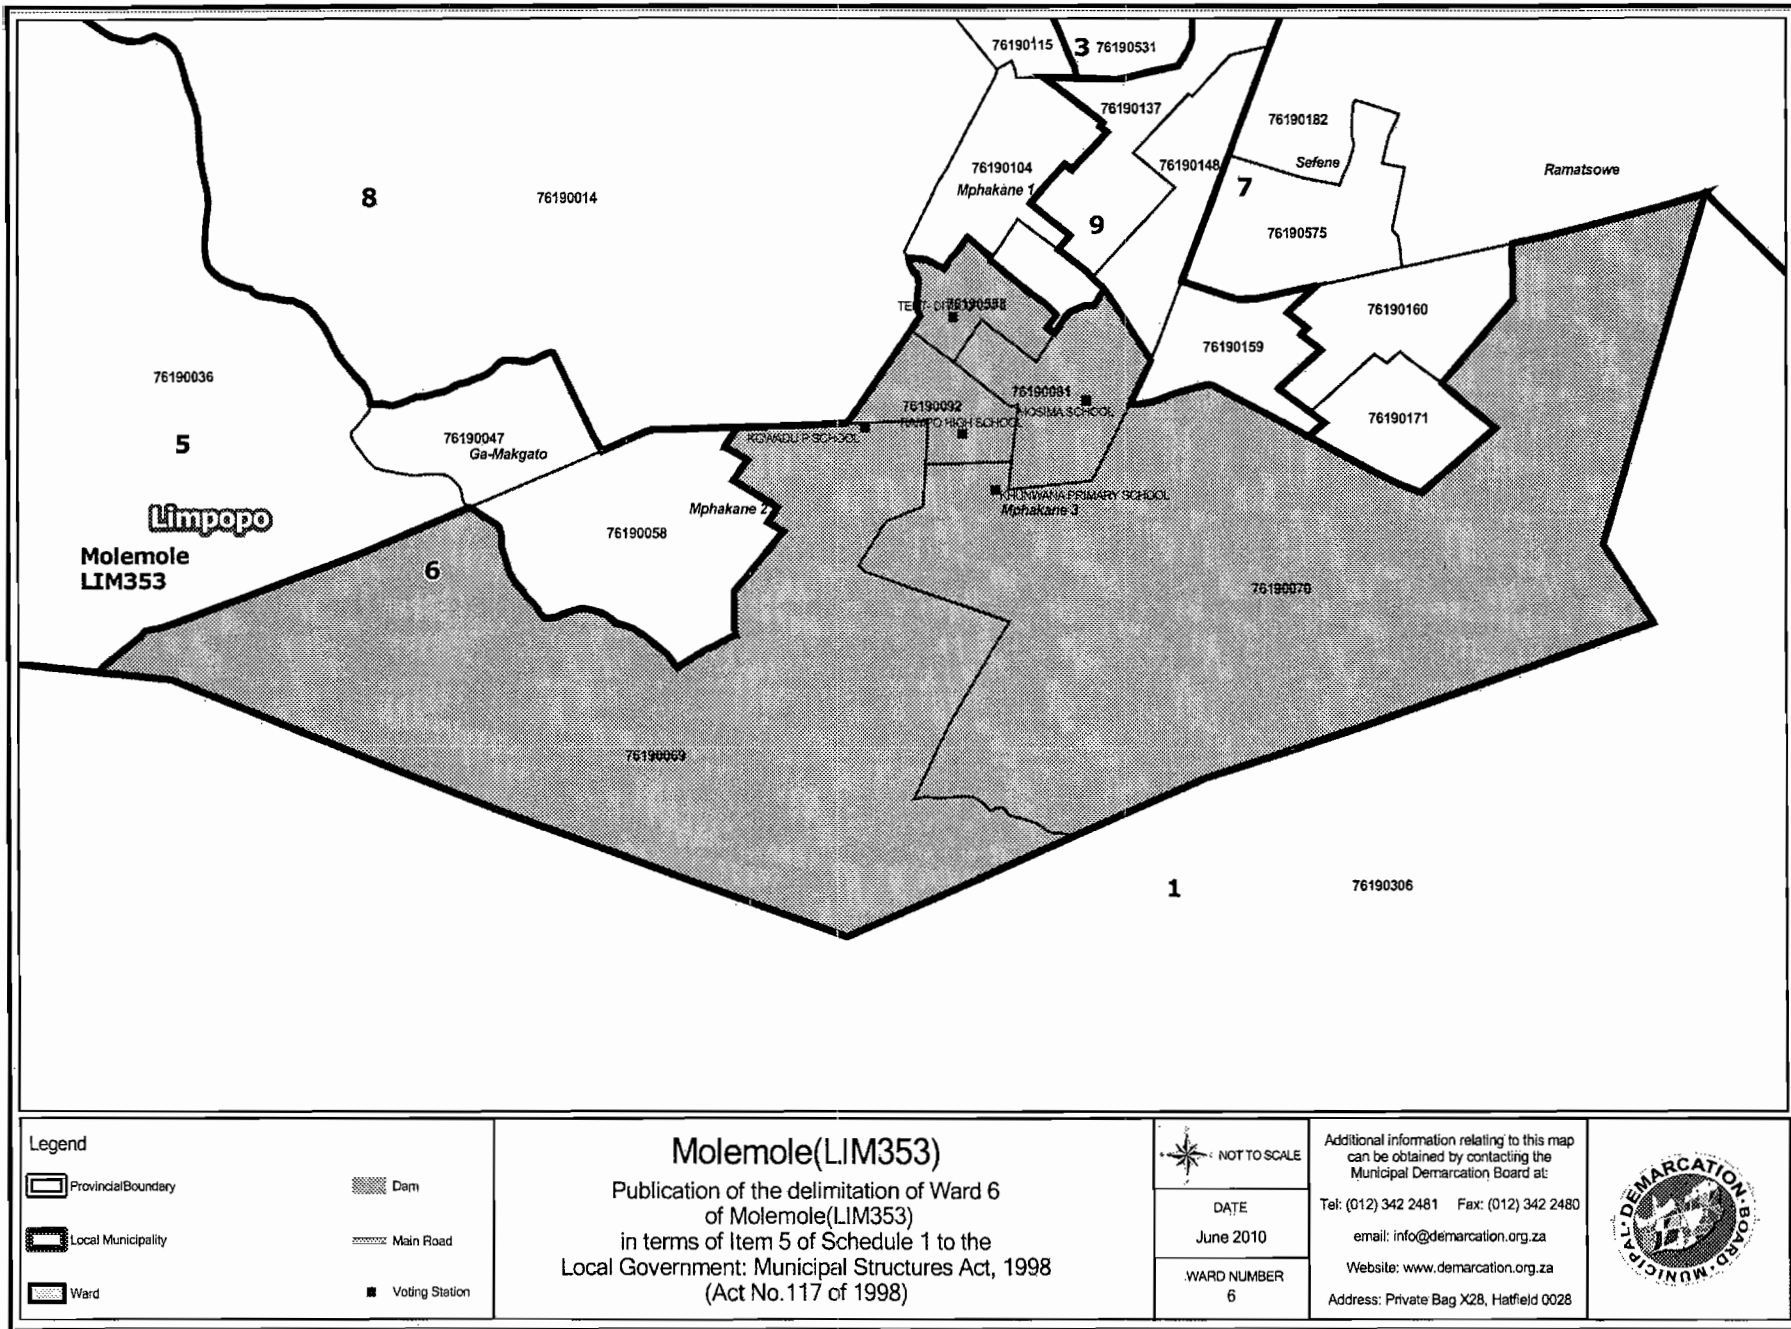 76190115
3
76190531
76190137
76190182
76190148
Sefene
76190104
Mphakane 1
Ramatsowe
7
8
76190014
9
76190575
76190160
76190159
76190036
76190081
MOSIMA SCHOOL
76190092
76190171
KGWADU P SCHOOL
HIGH SCHOOL
5
76190047
Ga-Makgato
KHUNWANA PRIMARY SCHOOL
Mphakane 3
Limpopo
Mphakane 2
76190058
Molemole
LIM353
6
76190070
76190069
1
76190306
Legend
ProvincialBoundary
Dam
Local Municipality
Main Road
Ward
Voting Station
Molemole(LIM353)
Publication of the delimitation of Ward 6
of Molemole(LIM353)
in terms of Item 5 of Schedule 1 to the
Local Government: Municipal Structures Act, 1998
(Act No.117 of 1998)
NOT TO SCALE
DATE
June 2010
WARD NUMBER
6
Additional information relating to this map
can be obtained by contacting the
Municipal Demarcation Board at:
Tel: (012) 342 2481 Fax: (012) 342 2480
email: info@demarcation.org.za
Website: www.demarcation.org.za
Address: Private Bag X28, Hatfield 0028
MUNICIPAL · DEMARCATION · BOARD